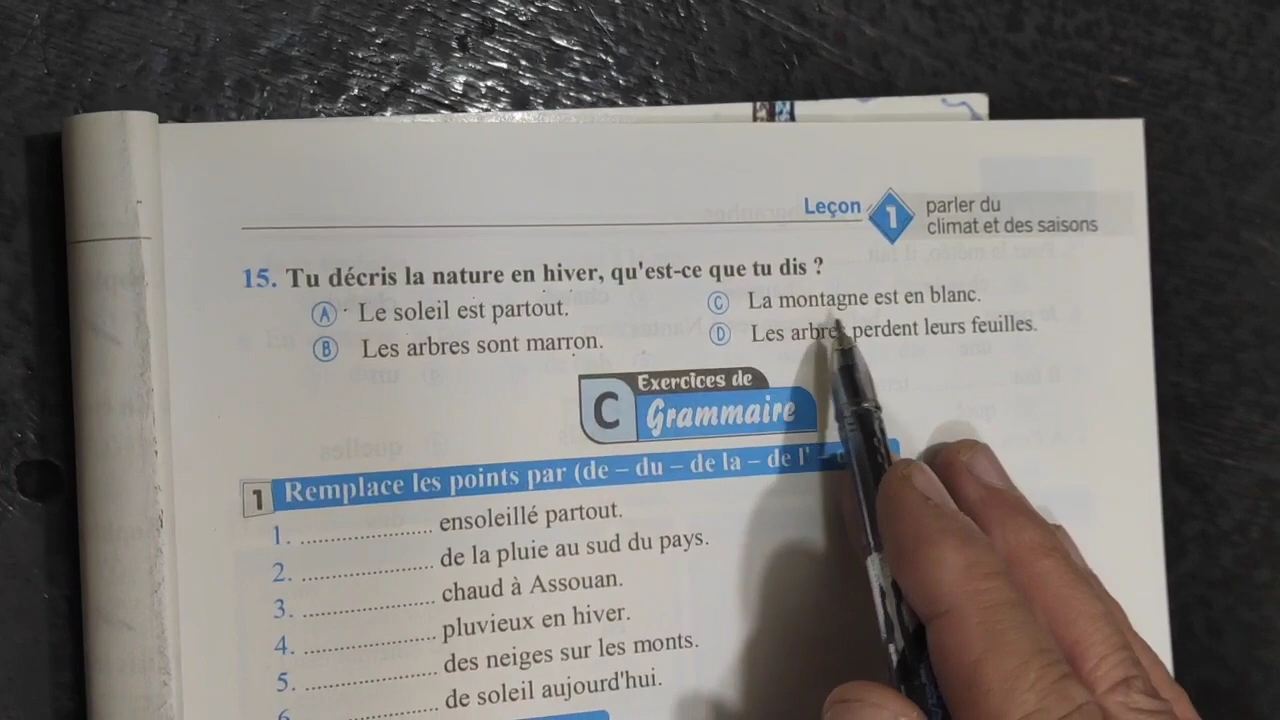 Leçon 1 parler du
climat et des saisons
15. Tu décris la nature en hiver, qu'est-ce que tu dis ?
A Le soleil est partout.
C La montagne est en blanc.
B Les arbres sont marron.
D Les arbres perdent leurs feuilles.
C Exercices de
Grammaire
1 Remplace les points par (de – du – de la – de l' –
1. .................... ensoleillé partout.
2. .................... de la pluie au sud du pays.
3. .................... chaud à Assouan.
4. .................... pluvieux en hiver.
5. .................... des neiges sur les monts.
6. .................... de soleil aujourd'hui.